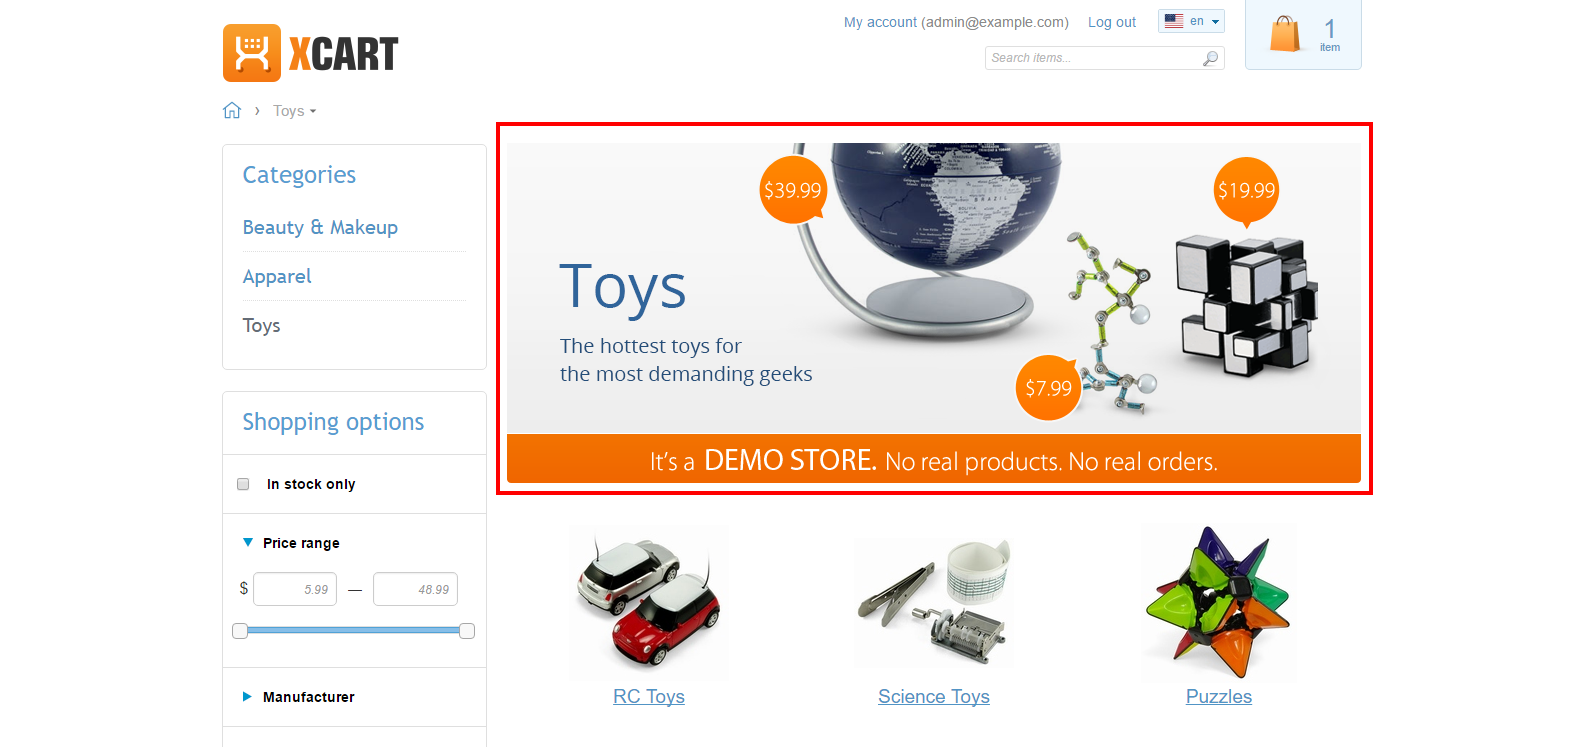 XCART
My account (admin@example.com)
Log out
en
1
item
Search items...
Toys
Categories
Beauty & Makeup
Apparel
Toys
Shopping options
In stock only
Price range
$ 5.99 — 48.99
Manufacturer
$39.99
$19.99
BRAZIL
Toys
The hottest toys for
the most demanding geeks
$7.99
It's a DEMO STORE. No real products. No real orders.
RC Toys
Science Toys
Puzzles